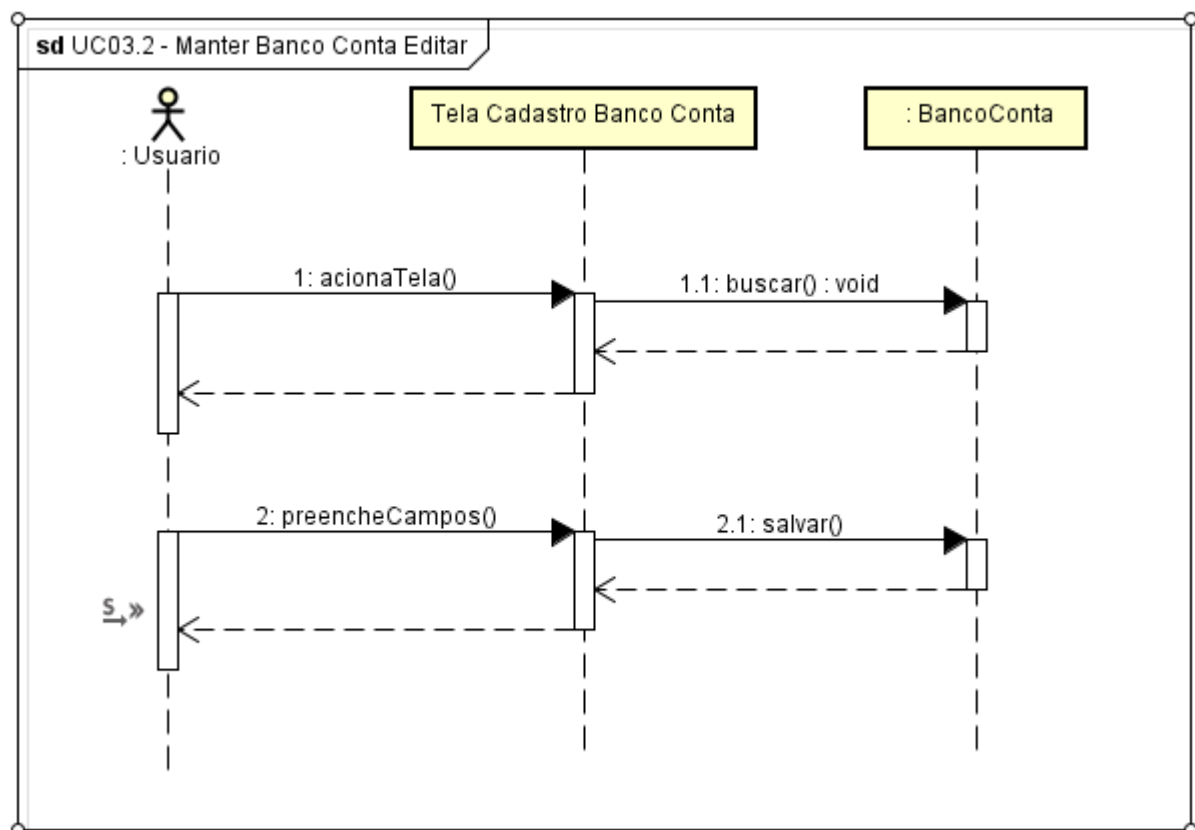 sd UC03.2 - Manter Banco Conta Editar
: Usuario
Tela Cadastro Banco Conta
: BancoConta
1: acionaTela()
1.1: buscar() : void
2: preencheCampos()
2.1: salvar()
S »